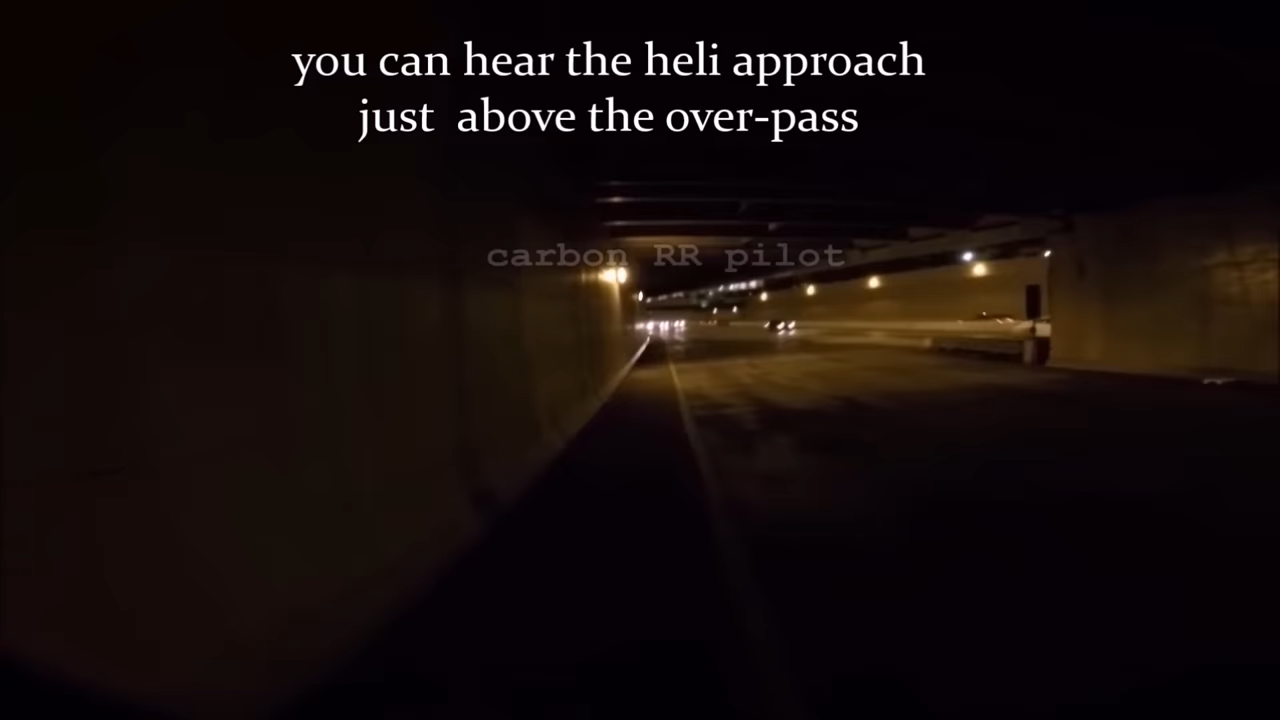 you can hear the heli approach
just  above the over-pass
carbon RR pilot